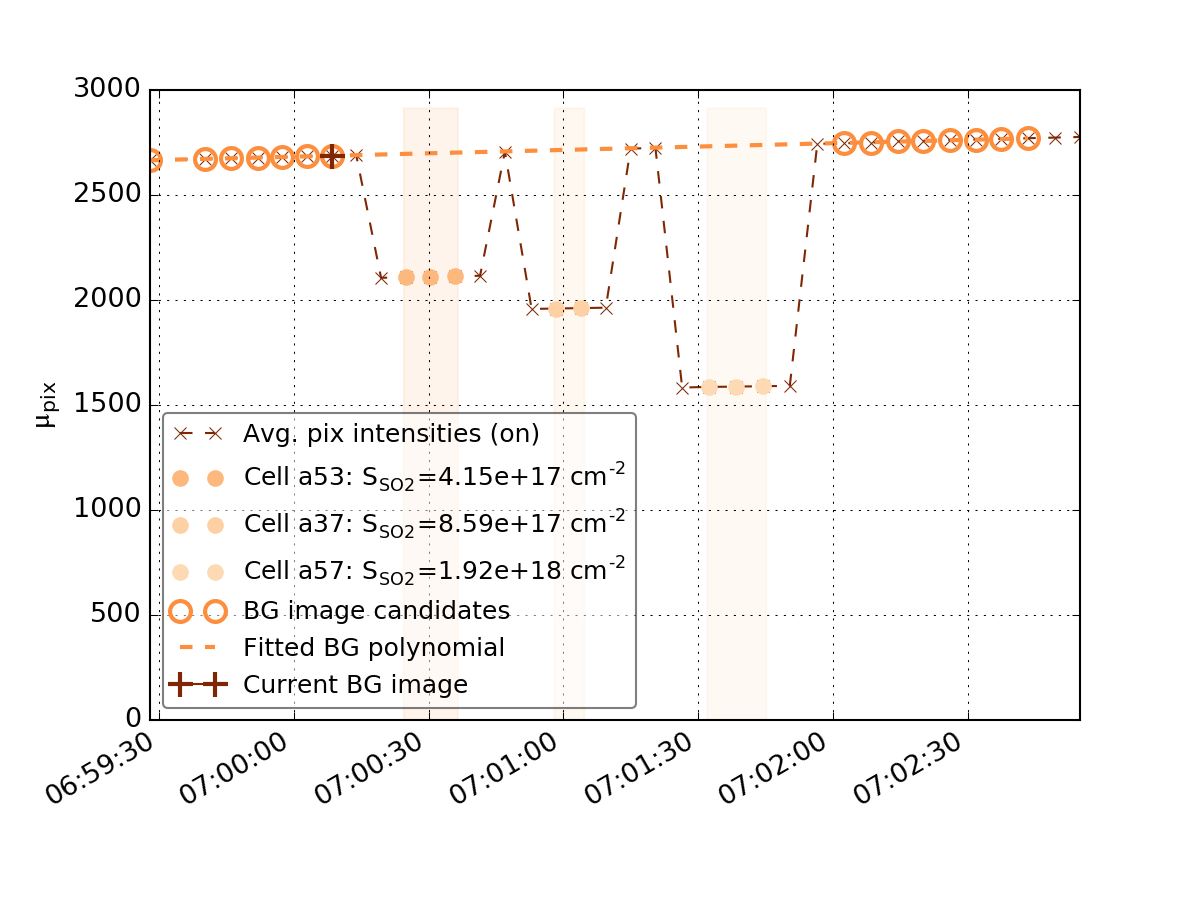 3000
2500
2000
1500
1000
500
0
μpix
Avg. pix intensities (on)
Cell a53: SSO2=4.15e+17 cm-2
Cell a37: SSO2=8.59e+17 cm-2
Cell a57: SSO2=1.92e+18 cm-2
BG image candidates
Fitted BG polynomial
Current BG image
06:59:30
07:00:00
07:00:30
07:01:00
07:01:30
07:02:00
07:02:30